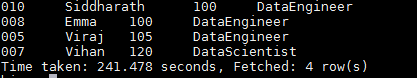 010 Siddharath 100 DataEngineer
008 Emma 100 DataEngineer
005 Viraj 105 DataEngineer
007 Vihan 120 DataScientist
Time taken: 241.478 seconds, Fetched: 4 row(s)